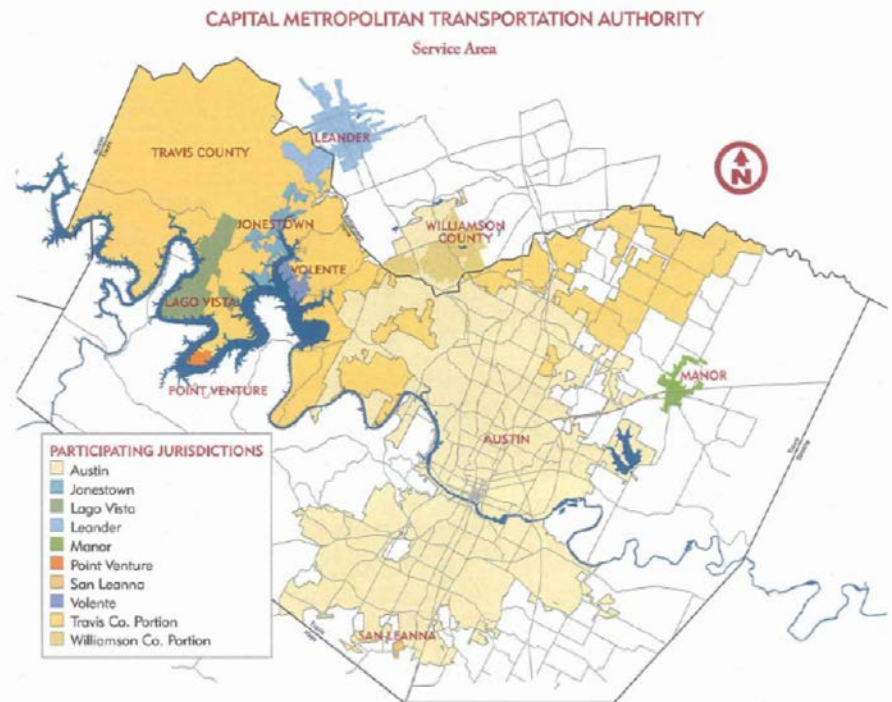 CAPITAL METROPOLITAN TRANSPORTATION AUTHORITY
Service Area
LEANDER
TRAVIS COUNTY
N
JONESTOWN
WILLIAMSON
COUNTY
VOLENTE
LAGO VISTA
MANOR
POINT VENTURE
AUSTIN
PARTICIPATING JURISDICTIONS
Austin
Jonestown
Lago Vista
Leander
Manor
Point Venture
San Leanna
Volente
Travis Co. Portion
Williamson Co. Portion
SAN LEANNA